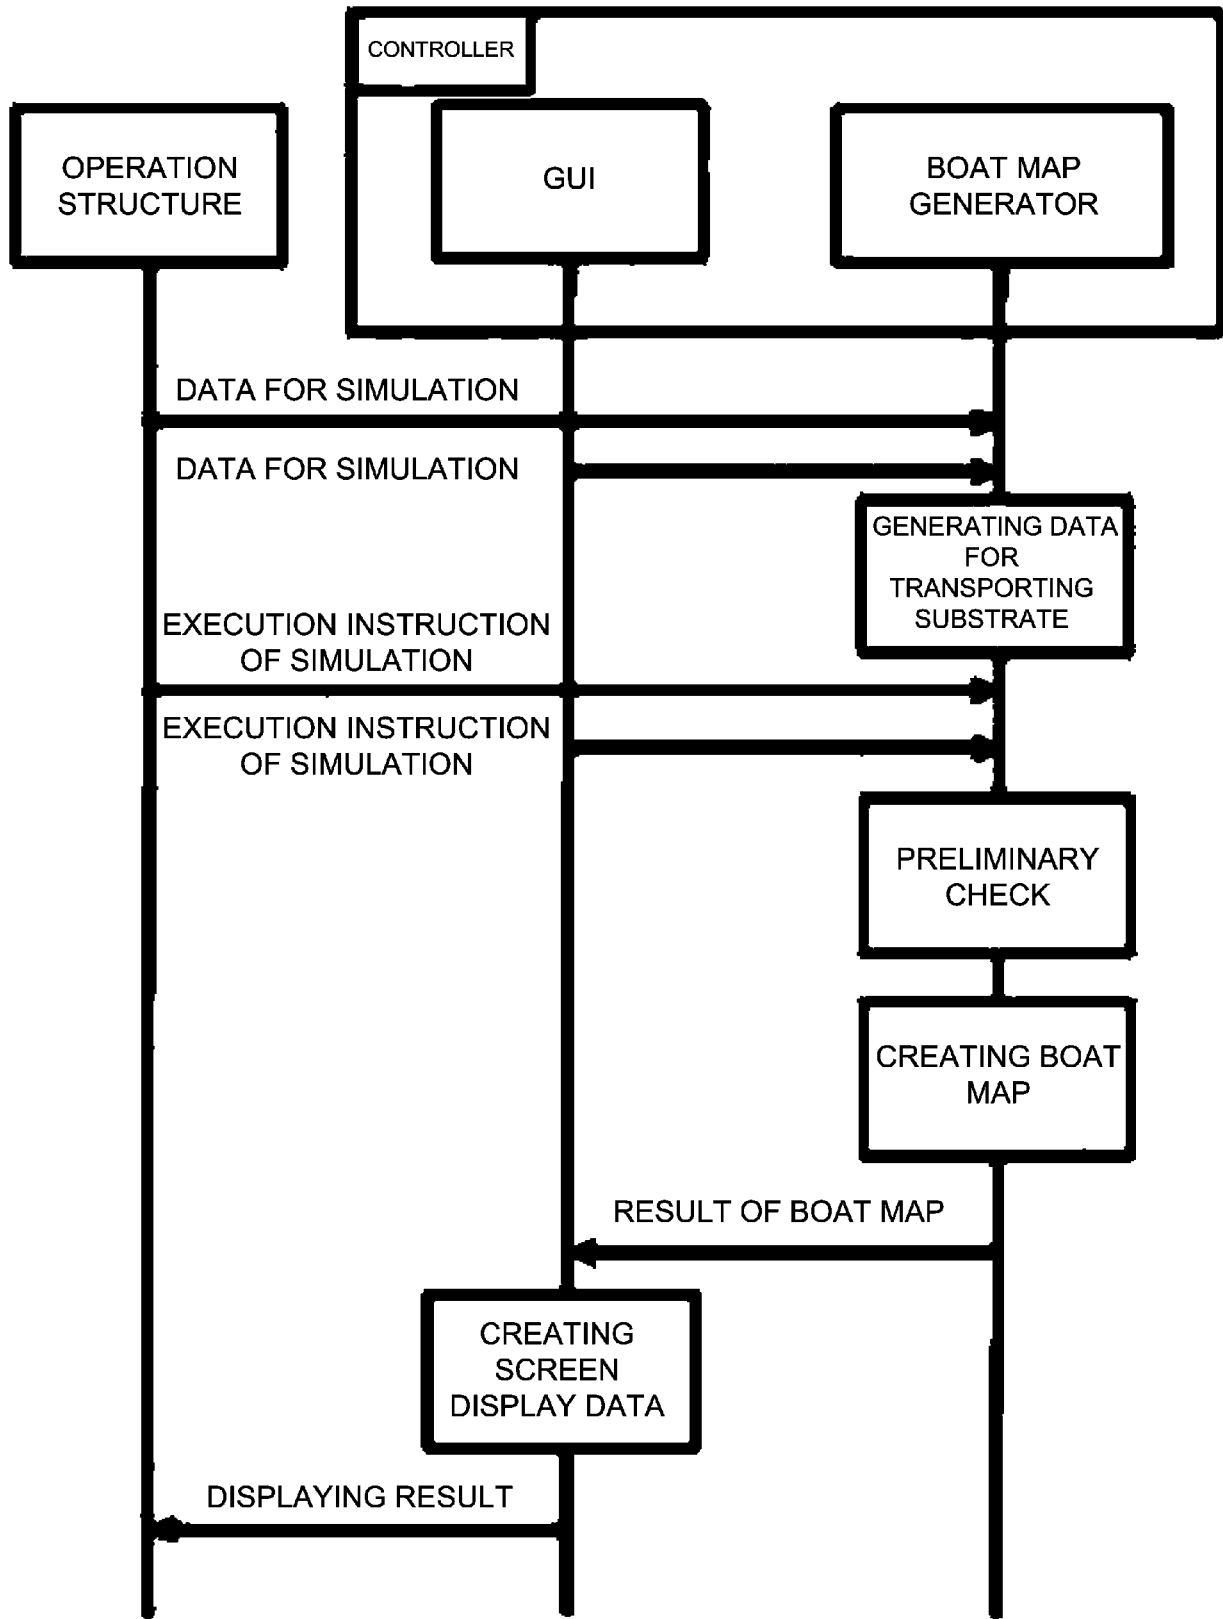 CONTROLLER
OPERATION
STRUCTURE
GUI
BOAT MAP
GENERATOR
DATA FOR SIMULATION
DATA FOR SIMULATION
GENERATING DATA
FOR
TRANSPORTING
SUBSTRATE
EXECUTION INSTRUCTION
OF SIMULATION
EXECUTION INSTRUCTION
OF SIMULATION
PRELIMINARY
CHECK
CREATING BOAT
MAP
RESULT OF BOAT MAP
CREATING
SCREEN
DISPLAY DATA
DISPLAYING RESULT